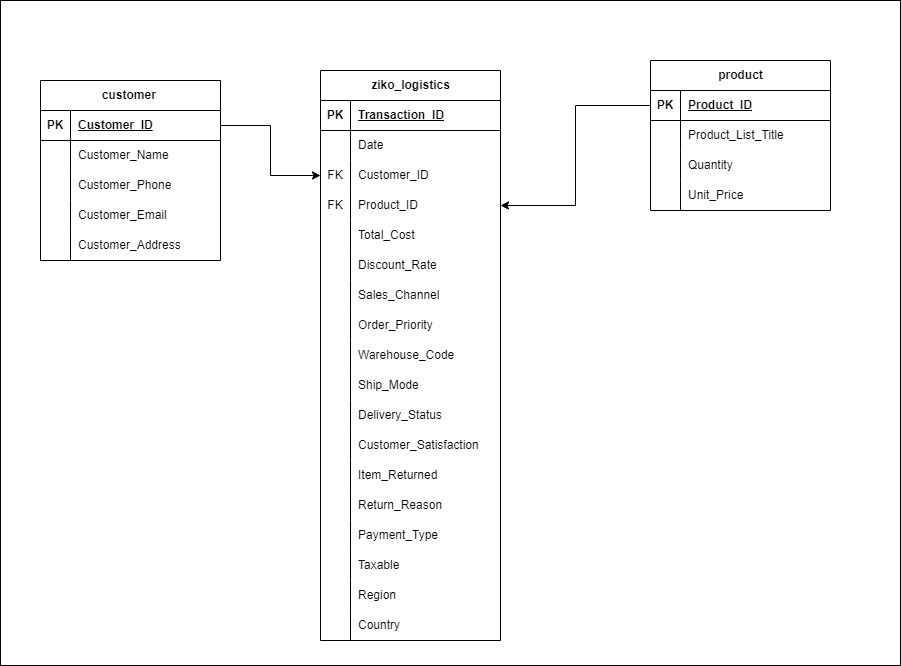 customer
PK Customer_ID
Customer_Name
Customer_Phone
Customer_Email
Customer_Address
ziko_logistics
PK Transaction_ID
Date
FK Customer_ID
FK Product_ID
Total_Cost
Discount_Rate
Sales_Channel
Order_Priority
Warehouse_Code
Ship_Mode
Delivery_Status
Customer_Satisfaction
Item_Returned
Return_Reason
Payment_Type
Taxable
Region
Country
product
PK Product_ID
Product_List_Title
Quantity
Unit_Price